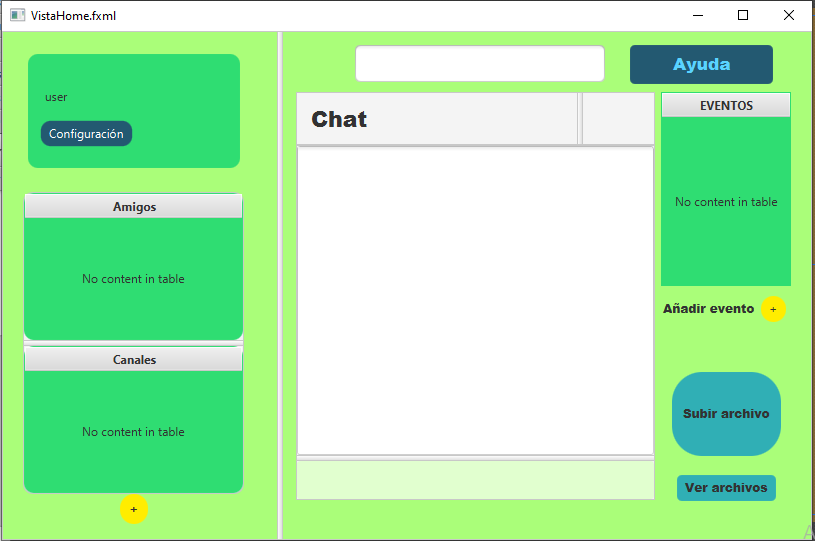 VistaHome.fxml
user
Configuración
Amigos
No content in table
Canales
No content in table
+
Ayuda
Chat
EVENTOS
No content in table
Añadir evento +
Subir archivo
Ver archivos
A